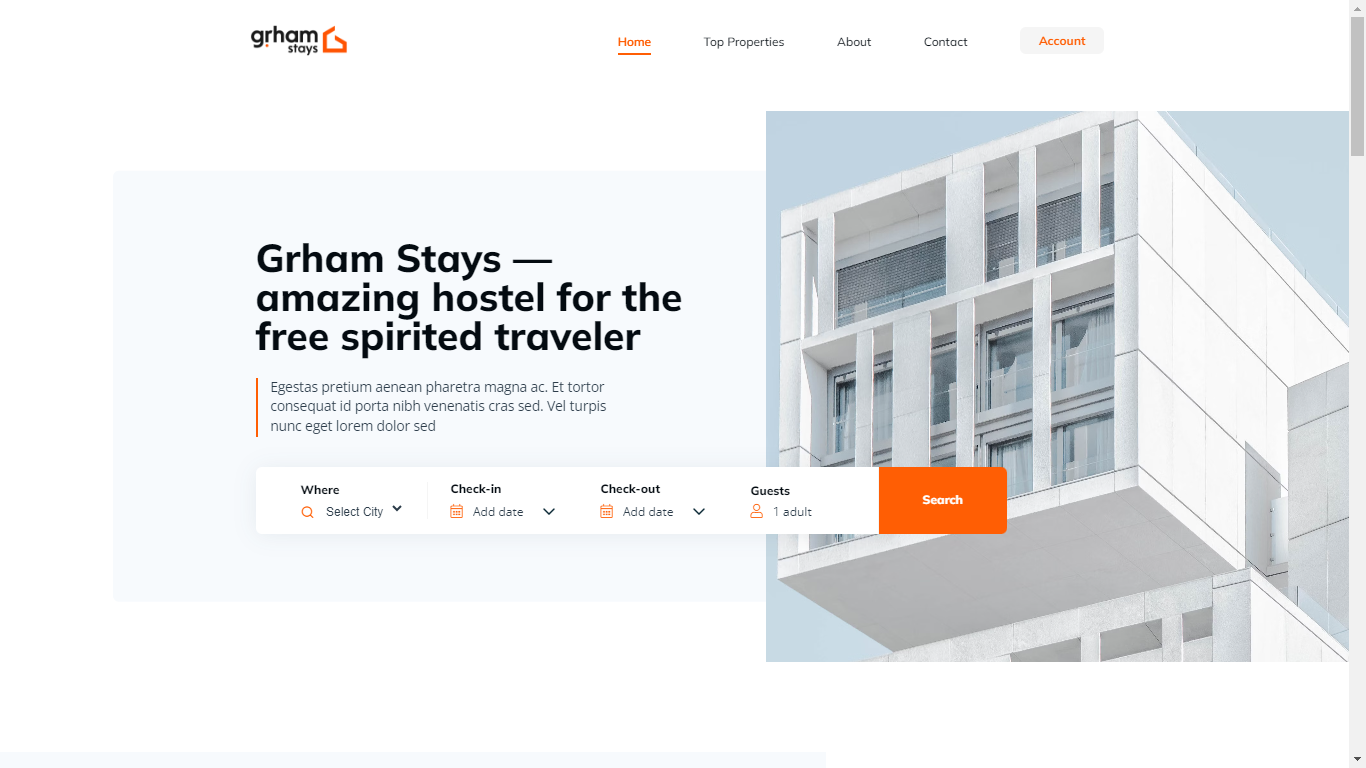 grham
stays
Home
Top Properties
About
Contact
Account
Grham Stays —
amazing hostel for the
free spirited traveler
Egestas pretium aenean pharetra magna ac. Et tortor
consequat id porta nibh venenatis cras sed. Vel turpis
nunc eget lorem dolor sed
Where
Select City
Check-in
Add date
Check-out
Add date
Guests
1 adult
Search